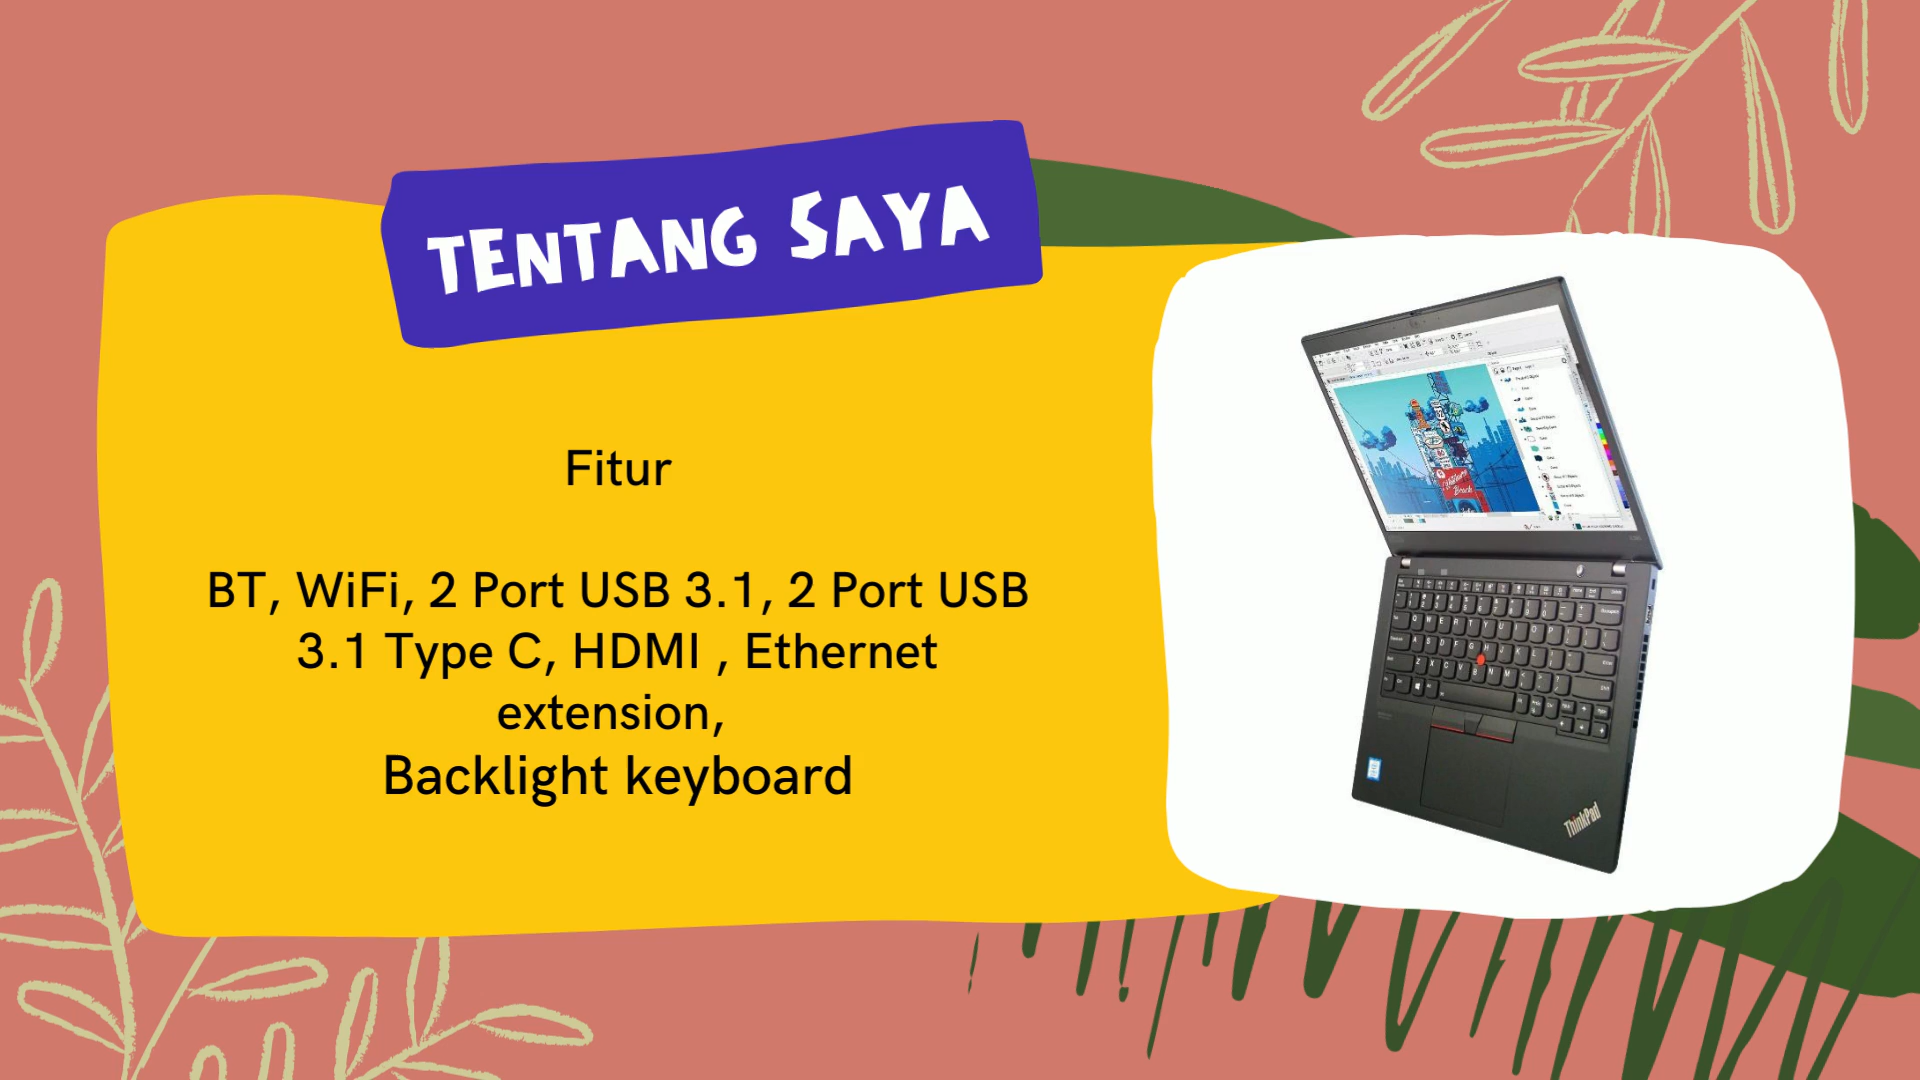 TENTANG SAYA
Fitur
BT, WiFi, 2 Port USB 3.1, 2 Port USB
3.1 Type C, HDMI , Ethernet
extension,
Backlight keyboard
ThinkPad